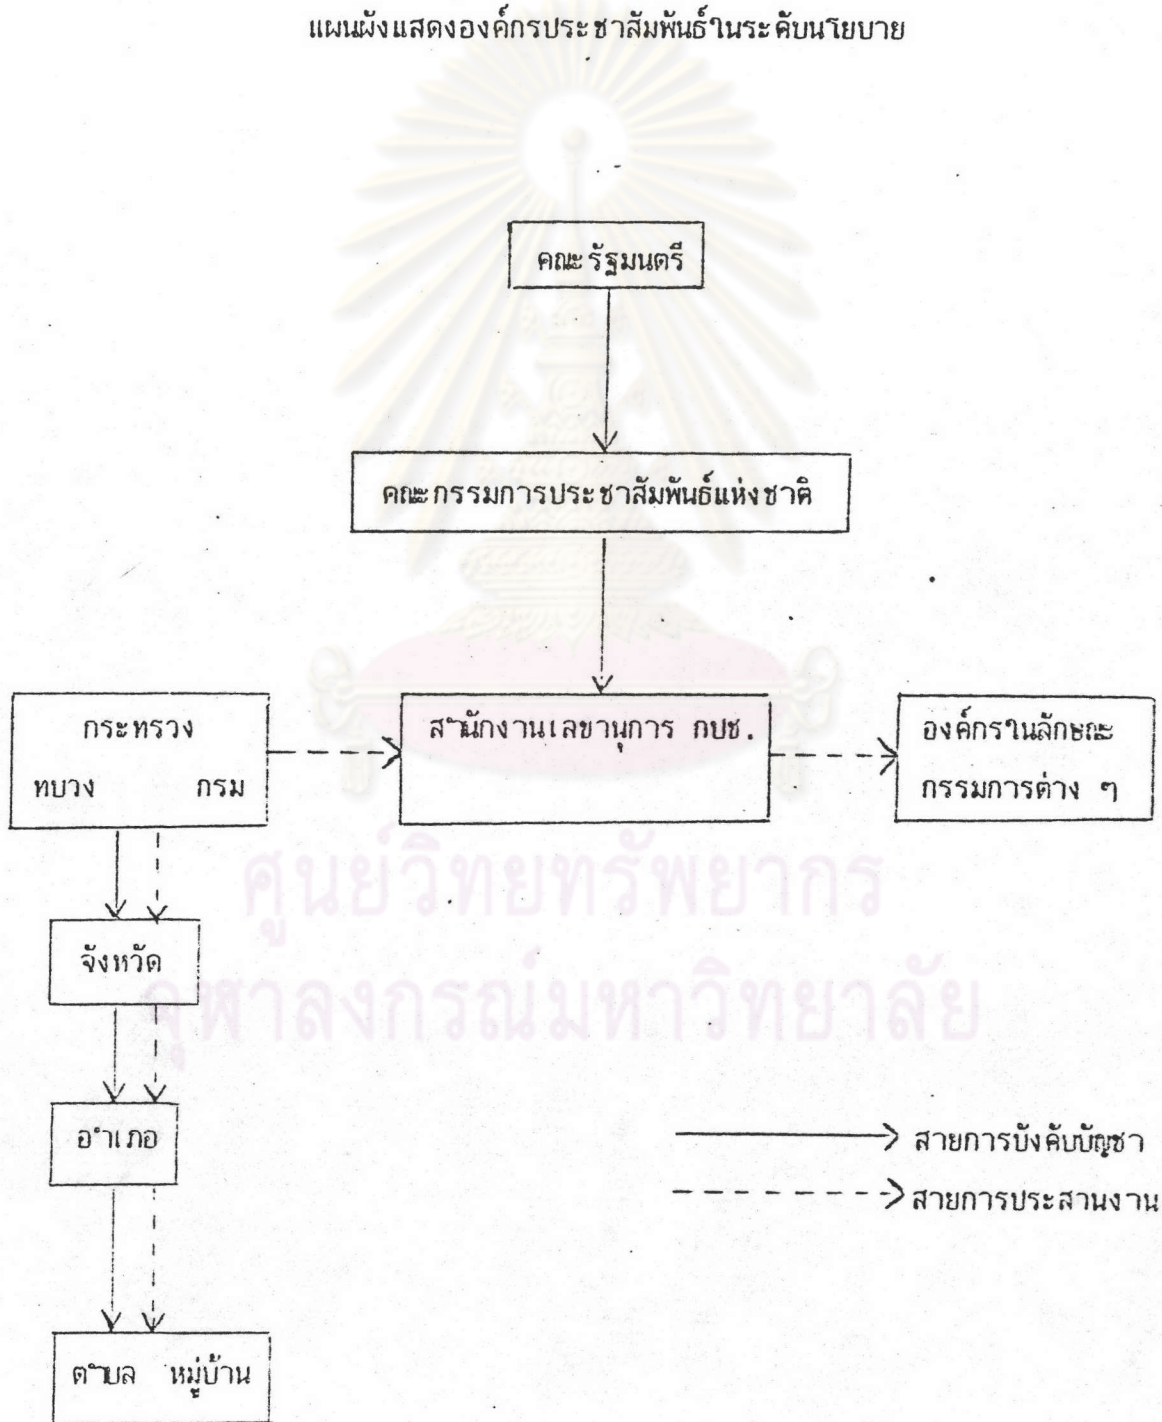 แผนผังแสดงองค์กรประชาสัมพันธ์ในระดับนโยบาย
คณะรัฐมนตรี
คณะกรรมการประชาสัมพันธ์แห่งชาติ
กระทรวง
ทบวง กรม
สำนักงานเลขานุการ กปช.
องค์กรในลักษณะ
กรรมการต่าง ๆ
ศูนย์วิทยทรัพยากร
จุฬาลงกรณ์มหาวิทยาลัย
จังหวัด
อำเภอ
สายการบังคับบัญชา
สายการประสานงาน
ตำบล หมู่บ้าน